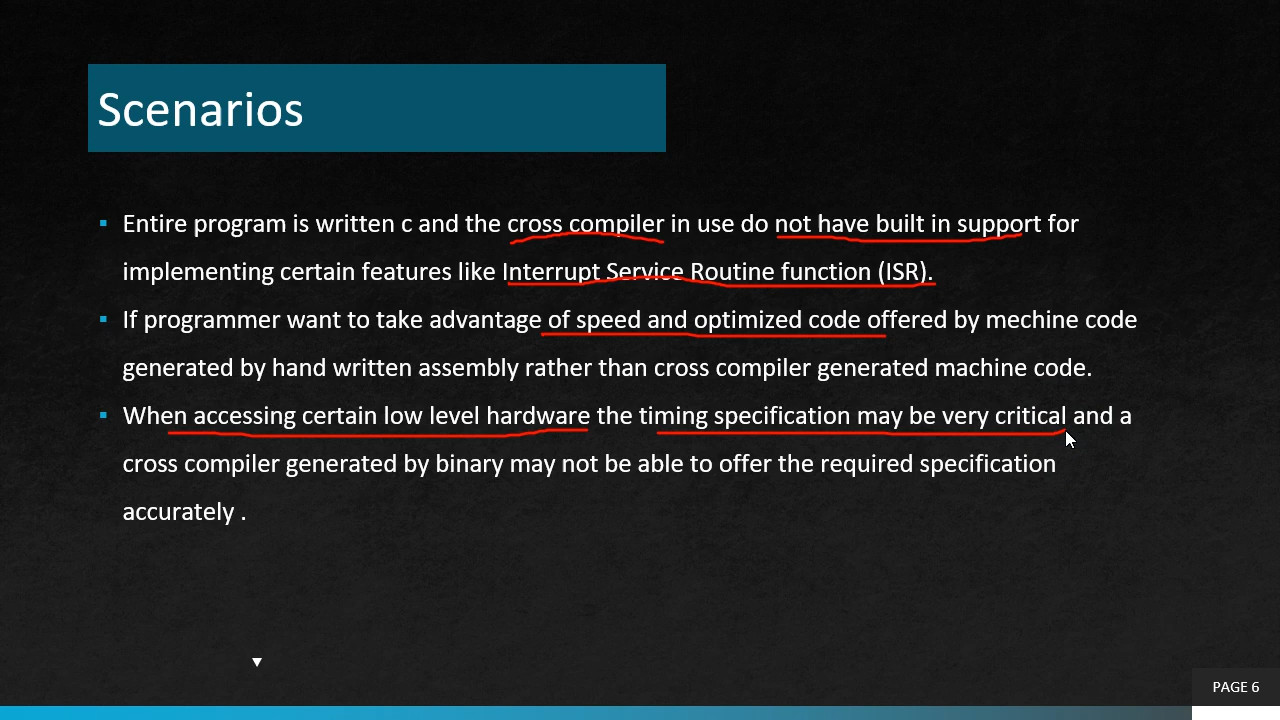 Scenarios
Entire program is written c and the cross compiler in use do not have built in support for
implementing certain features like Interrupt Service Routine function (ISR).
If programmer want to take advantage of speed and optimized code offered by mechine code
generated by hand written assembly rather than cross compiler generated machine code.
When accessing certain low level hardware the timing specification may be very critical and a
cross compiler generated by binary may not be able to offer the required specification
accurately .
PAGE 6